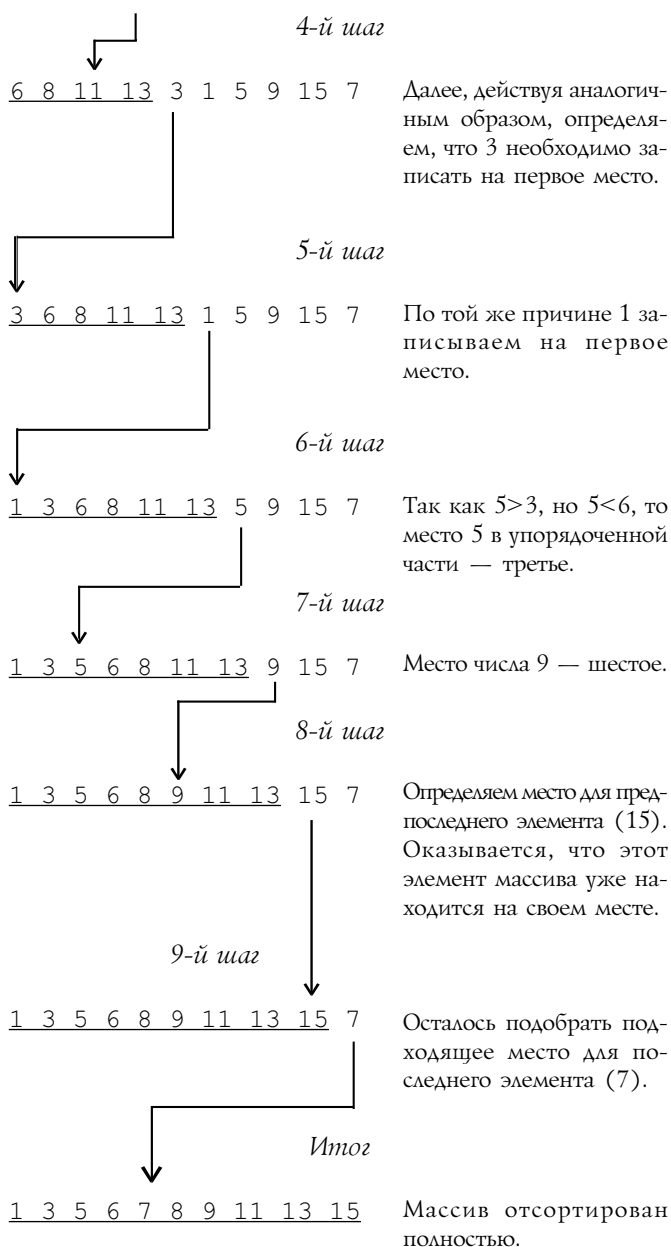 4-й шаг
6 8 11 13 3 1 5 9 15 7
Далее, действуя аналогич-
ным образом, определя-
ем, что 3 необходимо за-
писать на первое место.
5-й шаг
3 6 8 11 13 1 5 9 15 7
По той же причине 1 за-
писываем на первое
место.
6-й шаг
1 3 6 8 11 13 5 9 15 7
Так как 5>3, но 5<6, то
место 5 в упорядоченной
части — третье.
7-й шаг
1 3 5 6 8 11 13 9 15 7
Место числа 9 — шестое.
8-й шаг
1 3 5 6 8 9 11 13 15 7
Определяем место для пред-
последнего элемента (15).
Оказывается, что этот
элемент массива уже на-
ходится на своем месте.
9-й шаг
1 3 5 6 8 9 11 13 15 7
Осталось подобрать под-
ходящее место для по-
следнего элемента (7).
Итог
1 3 5 6 7 8 9 11 13 15
Массив отсортирован
полностью.